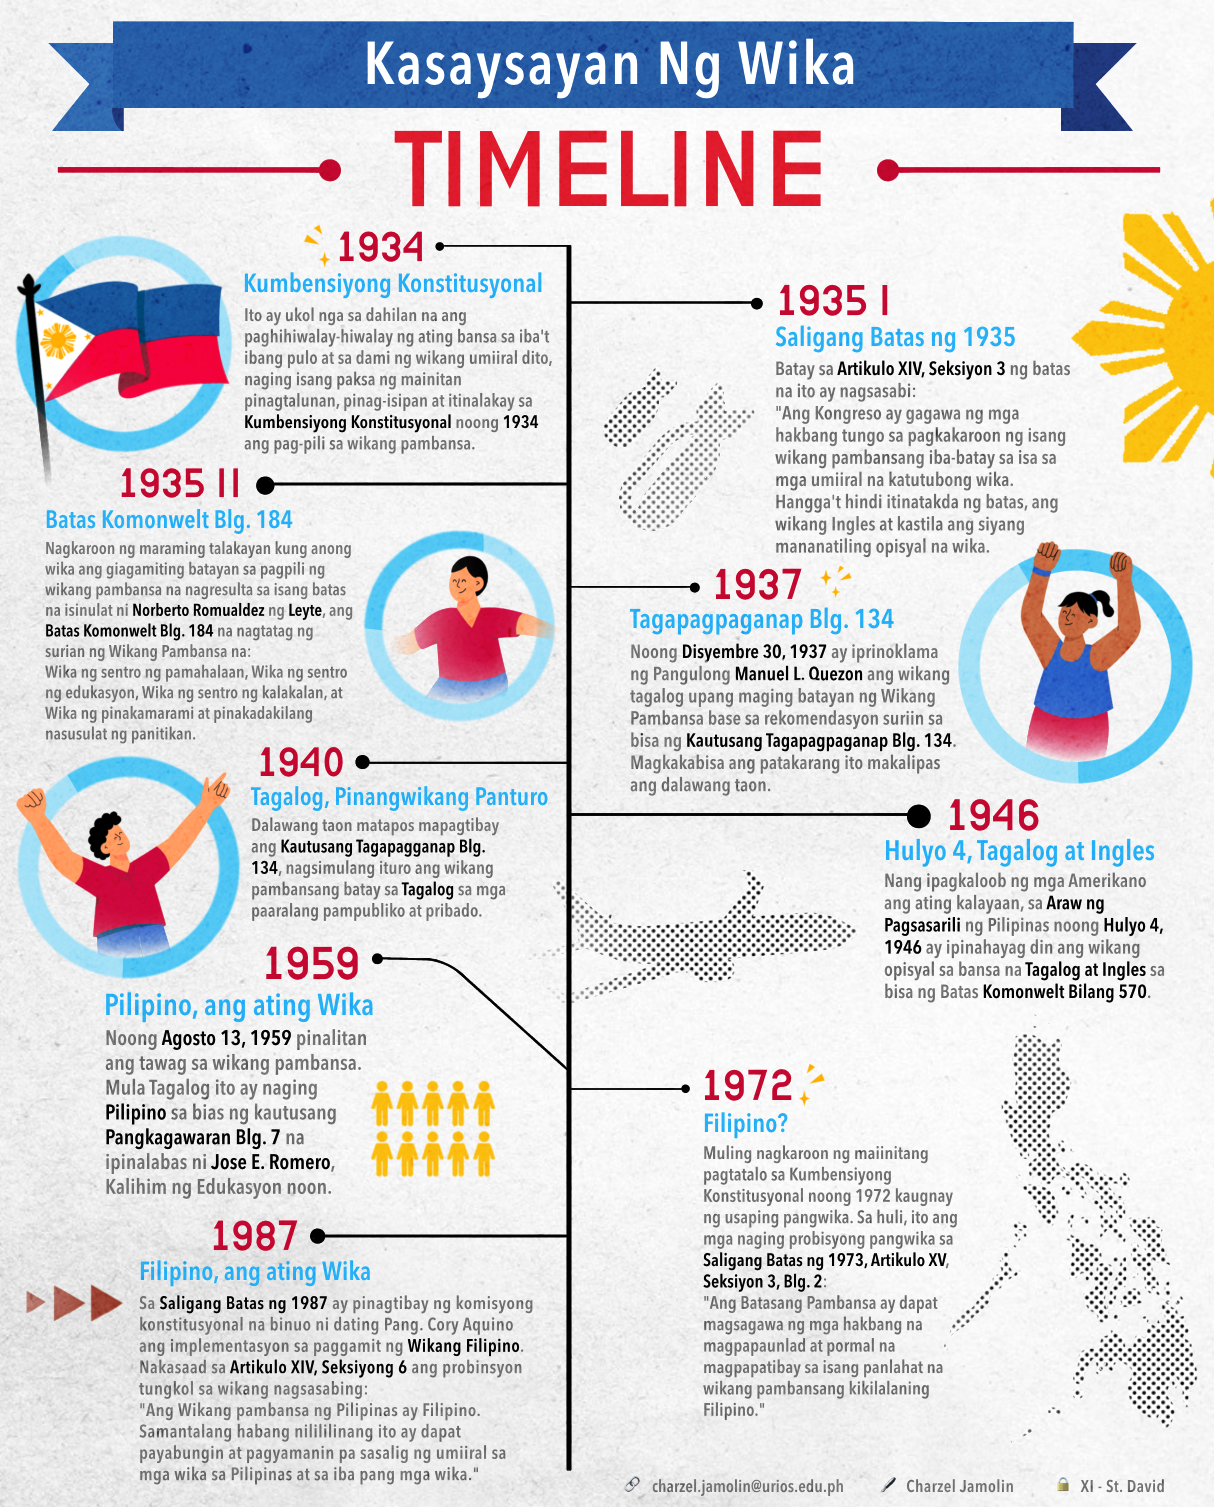 Kasaysayan Ng Wika
TIMELINE
1934
Kumbensiyong Konstitusyonal
Ito ay ukol nga sa dahilan na ang
paghihiwalay-hiwalay ng ating bansa sa iba't
ibang pulo at sa dami ng wikang umiiral dito,
naging isang paksa ng mainitan
pinagtalunan, pinag-isipan at itinalakay sa
Kumbensiyong Konstitusyonal noong 1934
ang pag-pili sa wikang pambansa.
1935 I
Saligang Batas ng 1935
Batay sa Artikulo XIV, Seksiyon 3 ng batas
na ito ay nagsasabi:
"Ang Kongreso ay gagawa ng mga
hakbang tungo sa pagkakaroon ng isang
wikang pambansang iba-batay sa isa sa
mga umiiral na katutubong wika.
Hangga't hindi itinatakda ng batas, ang
wikang Ingles at kastila ang siyang
mananatiling opisyal na wika.
1935 II
Batas Komonwelt Blg. 184
Nagkaroon ng maraming talakayan kung anong
wika ang giagamiting batayan sa pagpili ng
wikang pambansa na nagresulta sa isang batas
na isinulat ni Norberto Romualdez ng Leyte, ang
Batas Komonwelt Blg. 184 na nagtatag ng
surian ng Wikang Pambansa na:
Wika ng sentro ng pamahalaan, Wika ng sentro
ng edukasyon, Wika ng sentro ng kalakalan, at
Wika ng pinakamarami at pinakadakilang
nasusulat ng panitikan.
1937
Tagapagpaganap Blg. 134
Noong Disyembre 30, 1937 ay iprinoklama
ng Pangulong Manuel L. Quezon ang wikang
tagalog upang maging batayan ng Wikang
Pambansa base sa rekomendasyon suriin sa
bisa ng Kautusang Tagapagpaganap Blg. 134.
Magkakabisa ang patakarang ito makalipas
ang dalawang taon.
1940
Tagalog, Pinangwikang Panturo
Dalawang taon matapos mapagtibay
ang Kautusang Tagapagganap Blg.
134, nagsimulang ituro ang wikang
pambansang batay sa Tagalog sa mga
paaralang pampubliko at pribado.
1946
Hulyo 4, Tagalog at Ingles
Nang ipagkaloob ng mga Amerikano
ang ating kalayaan, sa Araw ng
Pagsasarili ng Pilipinas noong Hulyo 4,
1946 ay ipinahayag din ang wikang
opisyal sa bansa na Tagalog at Ingles sa
bisa ng Batas Komonwelt Bilang 570.
1959
Pilipino, ang ating Wika
Noong Agosto 13, 1959 pinalitan
ang tawag sa wikang pambansa.
Mula Tagalog ito ay naging
Pilipino sa bias ng kautusang
Pangkagawaran Blg. 7 na
ipinalabas ni Jose E. Romero,
Kalihim ng Edukasyon noon.
1972
Filipino?
Muling nagkaroon ng maiinitang
pagtatalo sa Kumbensiyong
Konstitusyonal noong 1972 kaugnay
ng usaping pangwika. Sa huli, ito ang
mga naging probisyong pangwika sa
Saligang Batas ng 1973, Artikulo XV,
Seksiyon 3, Blg. 2:
"Ang Batasang Pambansa ay dapat
magsagawa ng mga hakbang na
magpapaunlad at pormal na
magpapatibay sa isang panlahat na
wikang pambansang kikilalaning
Filipino."
1987
Filipino, ang ating Wika
Sa Saligang Batas ng 1987 ay pinagtibay ng komisyong
konstitusyonal na binuo ni dating Pang. Cory Aquino
ang implementasyon sa paggamit ng Wikang Filipino.
Nakasaad sa Artikulo XIV, Seksiyong 6 ang probinsyon
tungkol sa wikang nagsasabing:
"Ang Wikang pambansa ng Pilipinas ay Filipino.
Samantalang habang nilililinang ito ay dapat
payabungin at pagyamanin pa sasalig ng umiiral sa
mga wika sa Pilipinas at sa iba pang mga wika."
charzel.jamolin@urios.edu.ph
Charzel Jamolin
XI - St. David